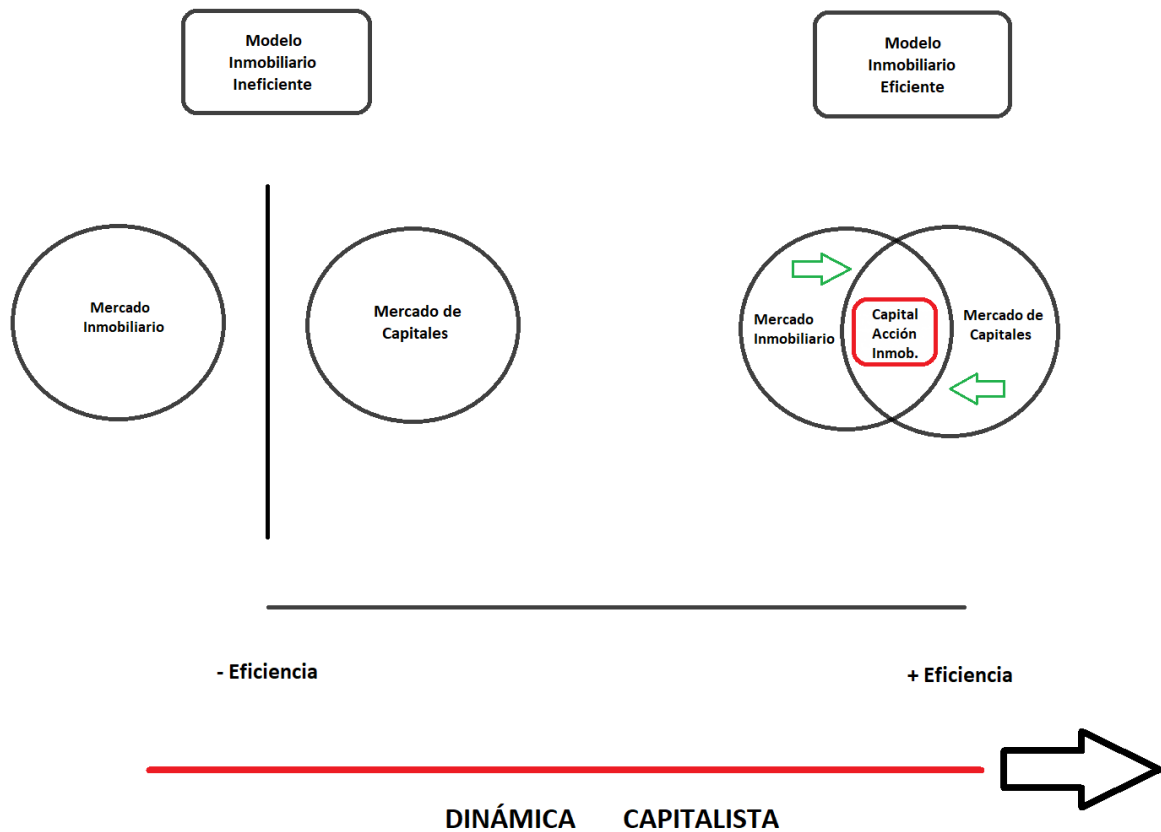 Modelo
Inmobiliario
Ineficiente
Modelo
Inmobiliario
Eficiente
Mercado
Inmobiliario
Mercado de
Capitales
Mercado
Inmobiliario
Capital
Acción
Inmob.
Mercado de
Capitales
- Eficiencia
+ Eficiencia
DINÁMICA CAPITALISTA